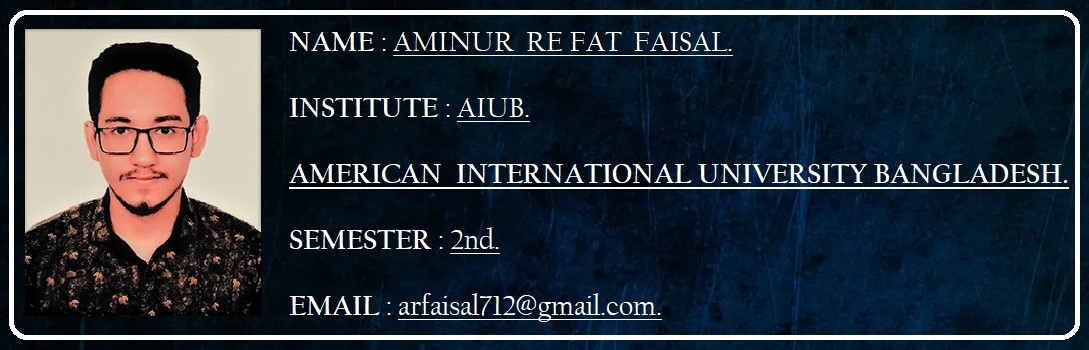 NAME : AMINUR RE FAT FAISAL.
INSTITUTE : AIUB.
AMERICAN INTERNATIONAL UNIVERSITY BANGLADESH.
SEMESTER : 2nd.
EMAIL : arfaisal712@gmail.com.